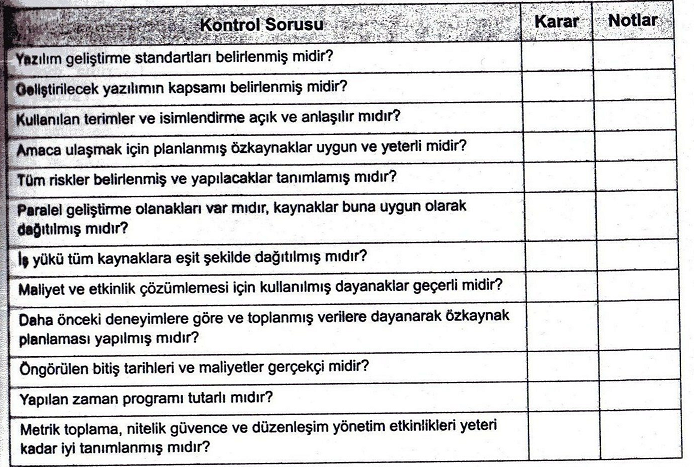 Kontrol Sorusu Karar Notlar
Yazılım geliştirme standartları belirlenmiş midir?
Geliştirilecek yazılımın kapsamı belirlenmiş midir?
Kullanılan terimler ve isimlendirme açık ve anlaşılır mıdır?
Amaca ulaşmak için planlanmış özkaynaklar uygun ve yeterli midir?
Tüm riskler belirlenmiş ve yapılacaklar tanımlamış mıdır?
Paralel geliştirme olanakları var mıdır, kaynaklar buna uygun olarak
dağıtılmış mıdır?
İş yükü tüm kaynaklara eşit şekilde dağıtılmış mıdır?
Maliyet ve etkinlik çözümlemesi için kullanılmış dayanaklar geçerli midir?
Daha önceki deneyimlere göre ve toplanmış verilere dayanarak özkaynak
planlaması yapılmış mıdır?
Öngörülen bitiş tarihleri ve maliyetler gerçekçi midir?
Yapılan zaman programı tutarlı mıdır?
Metrik toplama, nitelik güvence ve düzenleşim yönetim etkinlikleri yeteri
kadar iyi tanımlanmış mıdır?